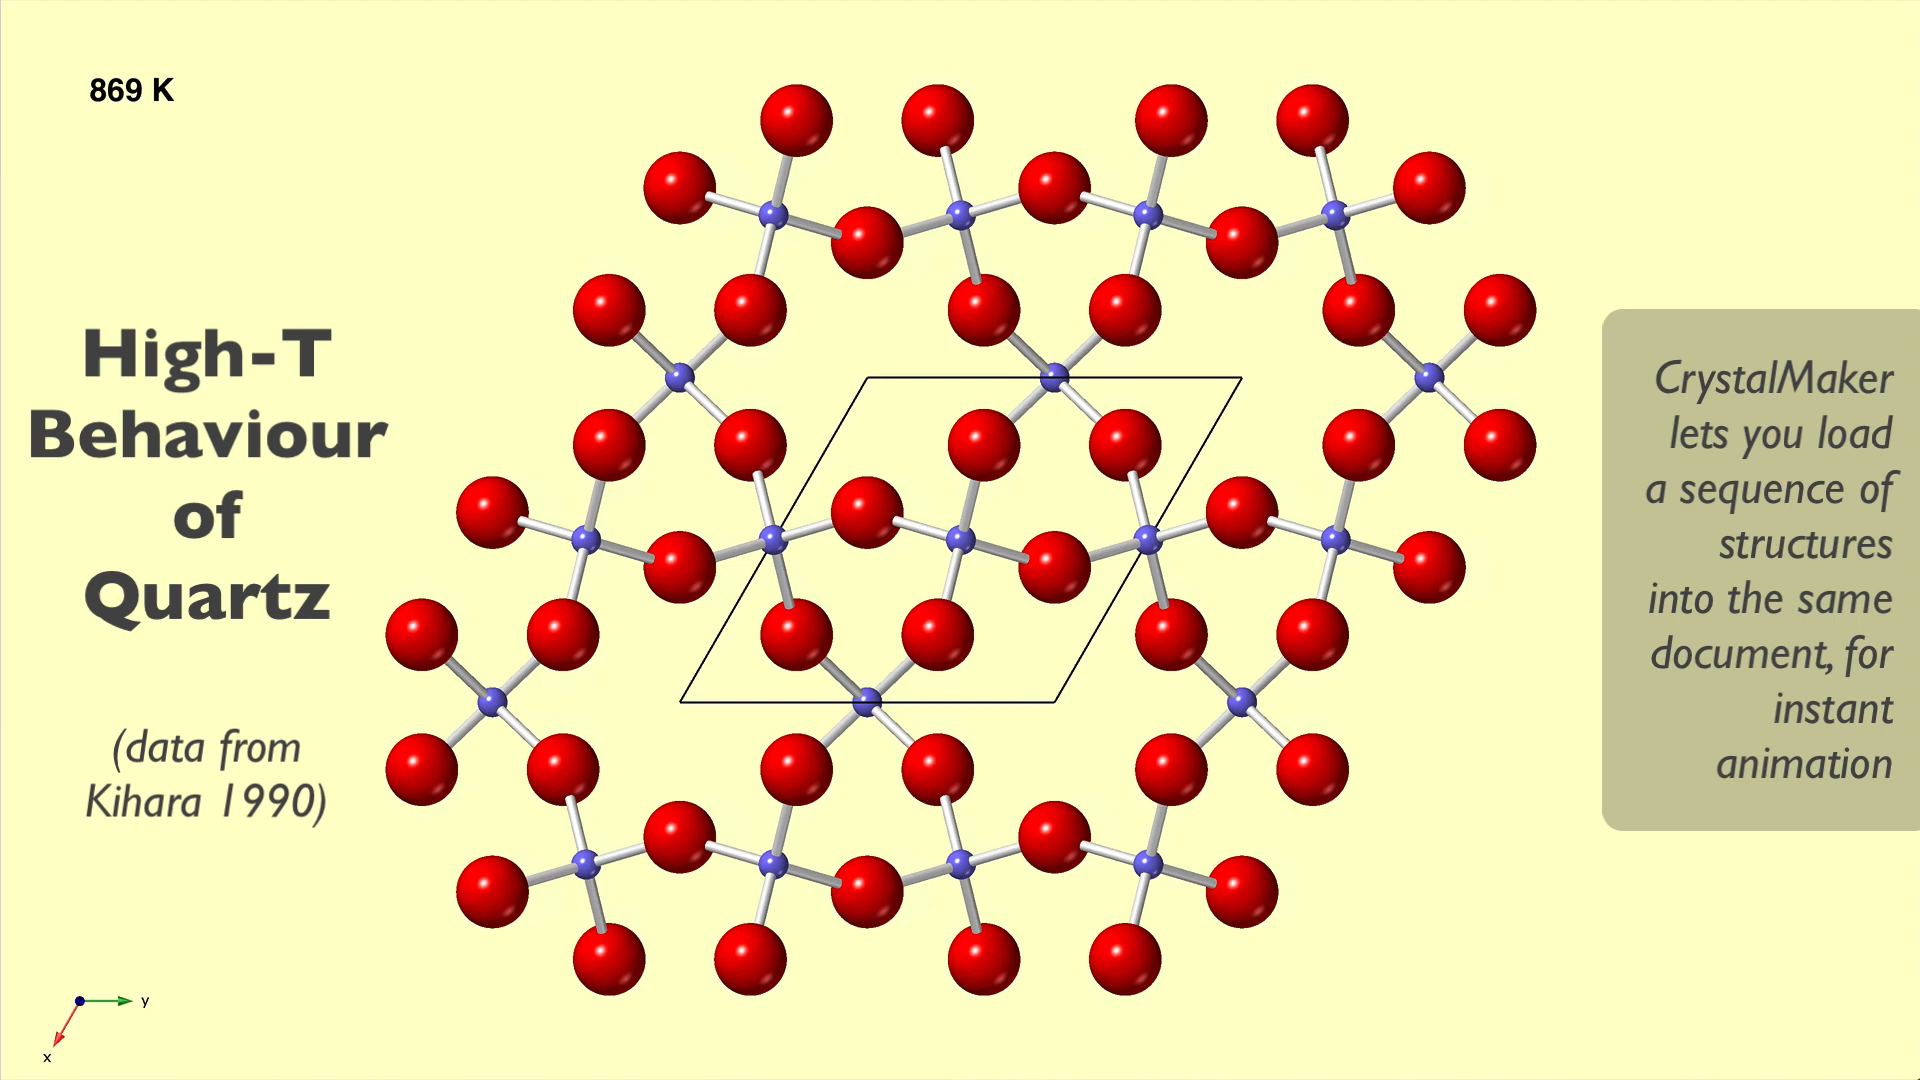 869 K
High-T
Behaviour
of
Quartz
(data from
Kihara 1990)
CrystalMaker
lets you load
a sequence of
structures
into the same
document, for
instant
animation
y
x